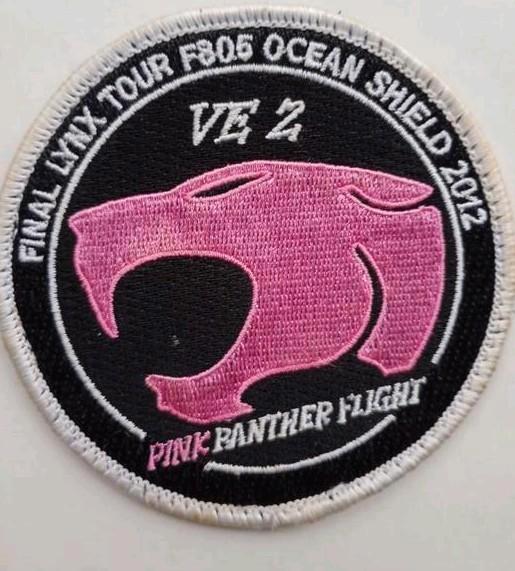 FINAL LYNX TOUR F805 OCEAN SHIELD 2012
VE 2
PINK PANTHER FLIGHT